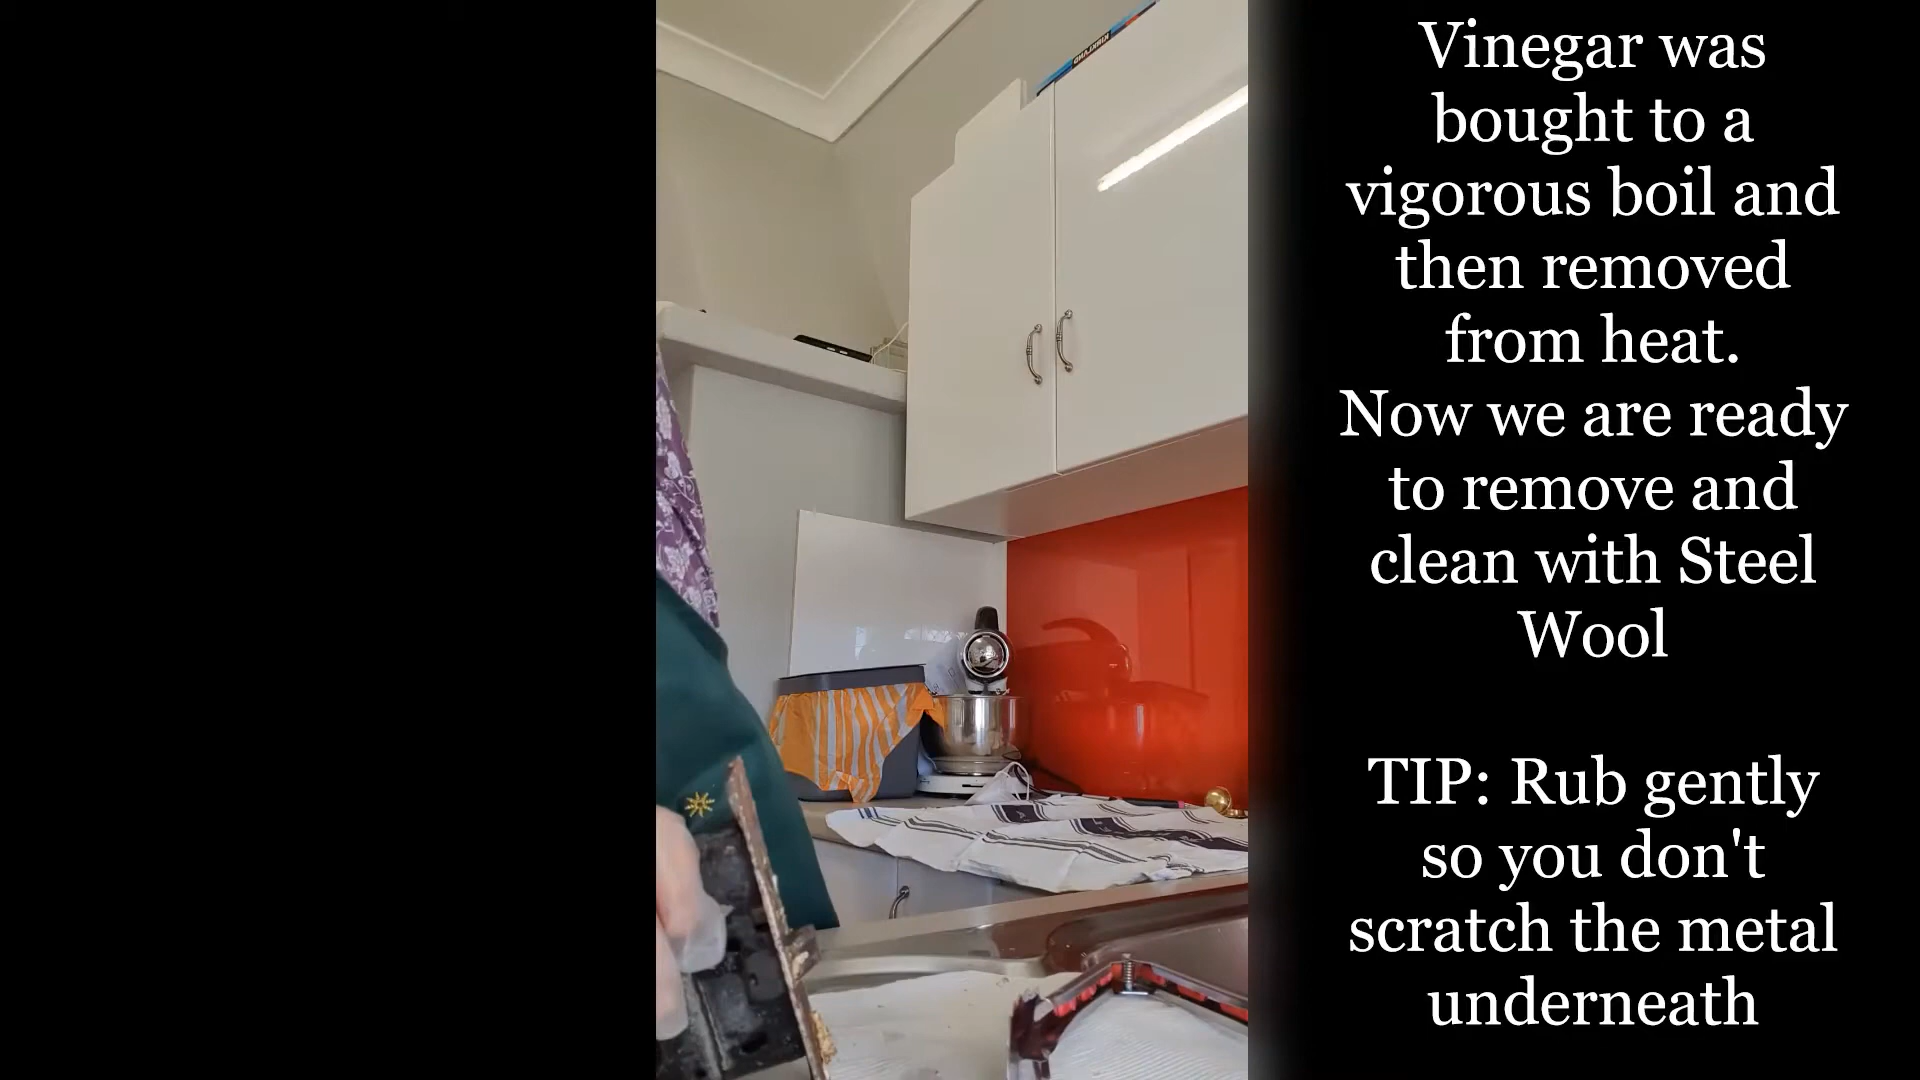 Vinegar was
bought to a
vigorous boil and
then removed
from heat.
Now we are ready
to remove and
clean with Steel
Wool
TIP: Rub gently
so you don't
scratch the metal
underneath